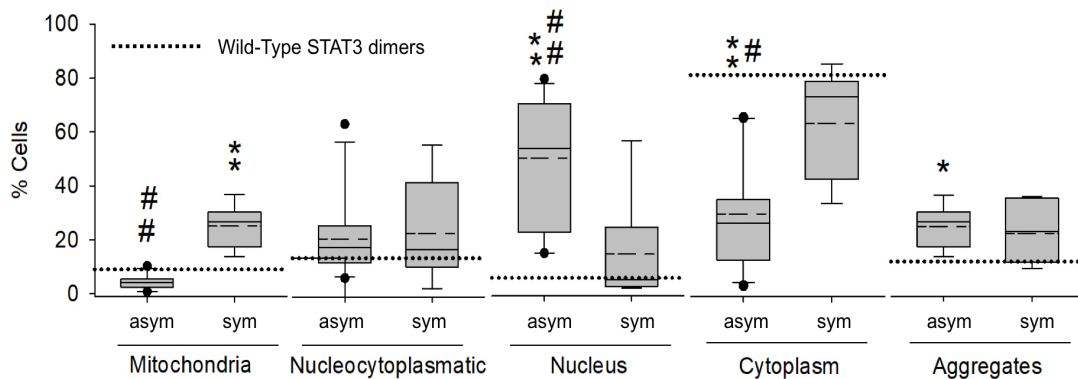 % Cells
100
80
60
40
20
0
Wild-Type STAT3 dimers
# # * *
* * # #
* * #
*
asym sym asym sym asym sym asym sym asym sym
Mitochondria Nucleocytoplasmatic Nucleus Cytoplasm Aggregates